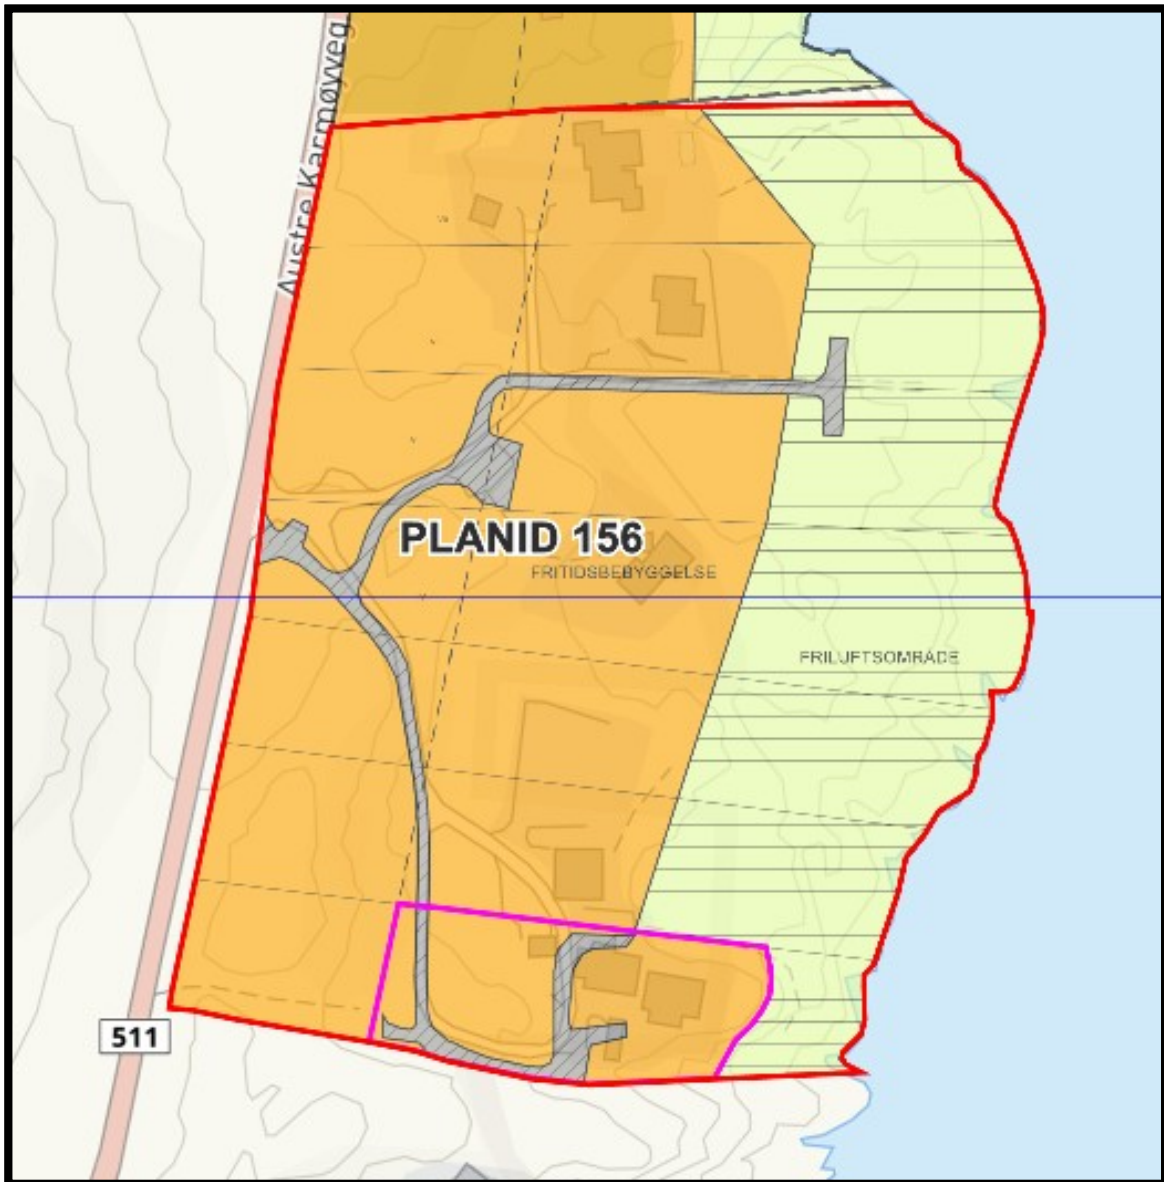 Austre Karmøyveg
PLANID 156
FRITIDSBEBYGGELSE
FRILUFTSOMRÅDE
511